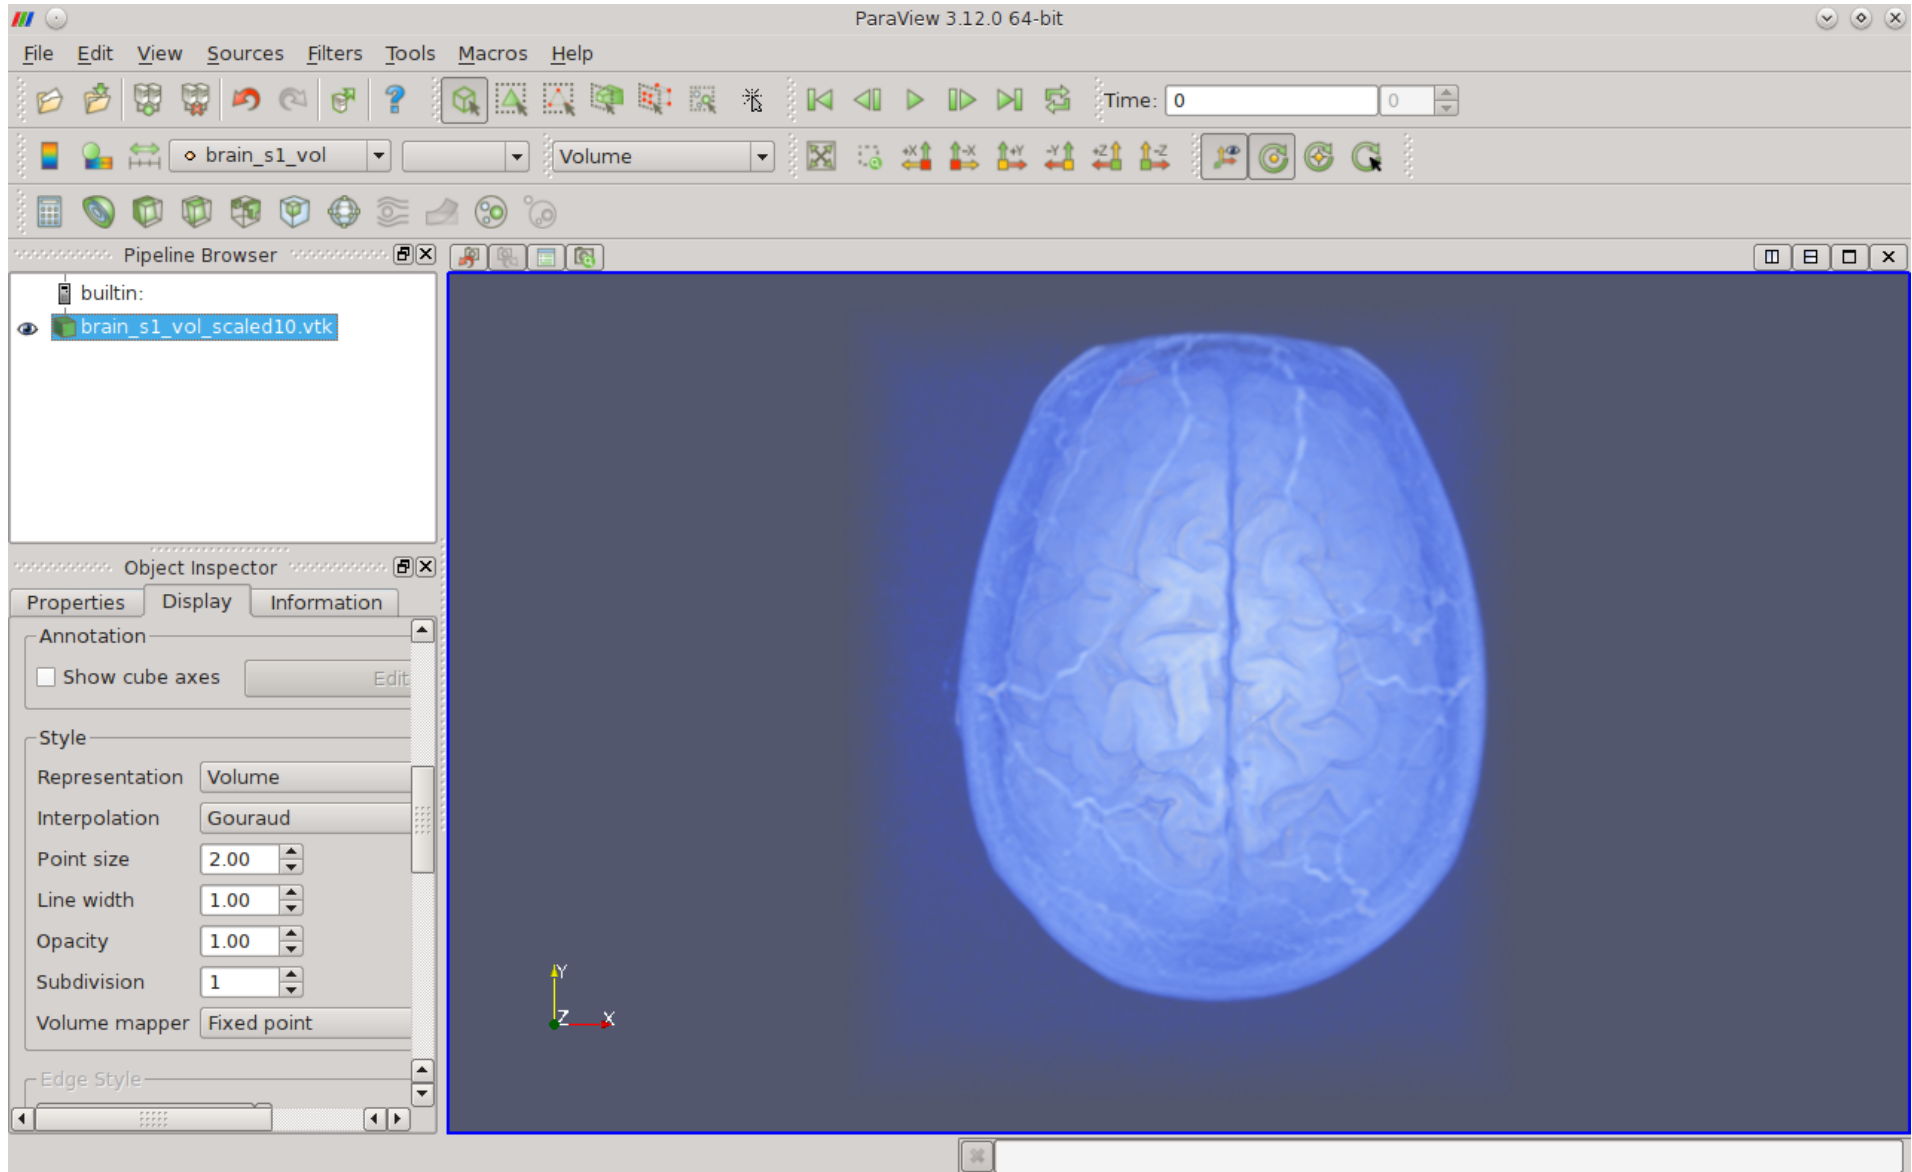 ParaView 3.12.0 64-bit
File Edit View Sources Filters Tools Macros Help
Time: 0 0
brain_s1_vol Volume
+X -X +Y -Y +Z -Z
Pipeline Browser
builtin:
brain_s1_vol_scaled10.vtk
Object Inspector
Properties Display Information
Annotation
Show cube axes Edit
Style
Representation Volume
Interpolation Gouraud
Point size 2.00
Line width 1.00
Opacity 1.00
Subdivision 1
Volume mapper Fixed point
Edge Style
Y
Z X